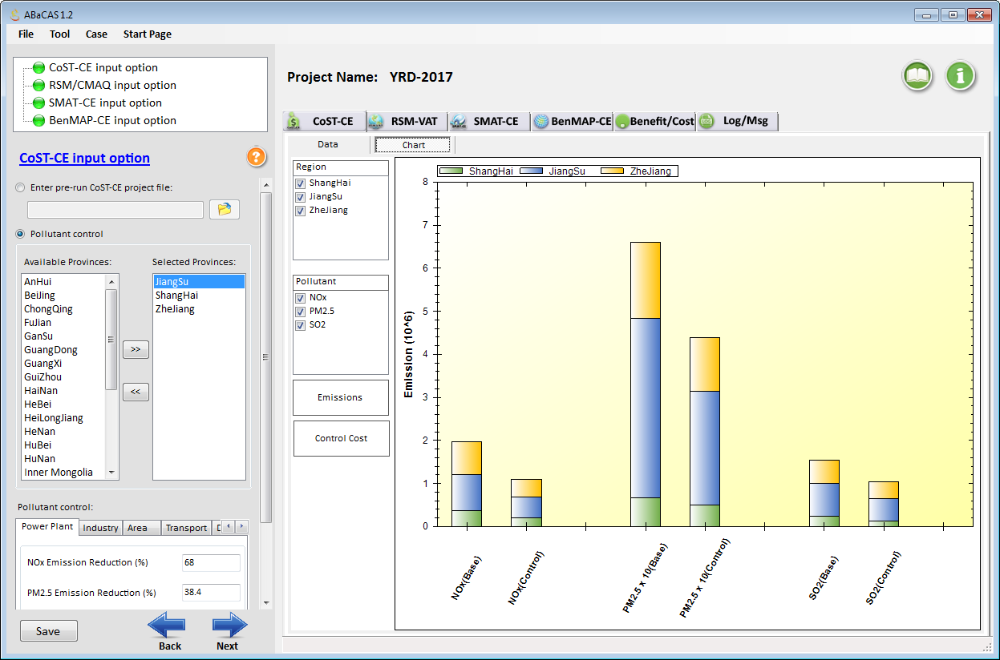 ABaCAS 1.2
File Tool Case Start Page
CoST-CE input option
RSM/CMAQ input option
SMAT-CE input option
BenMAP-CE input option
CoST-CE input option
?
Enter pre-run CoST-CE project file:
Pollutant control
Available Provinces:
AnHui
BeiJing
ChongQing
FuJian
GanSu
GuangDong
GuangXi
GuiZhou
HaiNan
HeBei
HeiLongJiang
HeNan
HuBei
HuNan
Inner Mongolia
>>
<<
Selected Provinces:
JiangSu
ShangHai
ZheJiang
Pollutant control:
Power Plant Industry Area Transport
NOx Emission Reduction (%) 68
PM2.5 Emission Reduction (%) 38.4
Save
Back
Next
Project Name: YRD-2017
i
CoST-CE RSM-VAT SMAT-CE BenMAP-CE Benefit/Cost Log/Msg
Data Chart
Region
ShangHai
JiangSu
ZheJiang
Pollutant
NOx
PM2.5
SO2
Emissions
Control Cost
ShangHai JiangSu ZheJiang
Emission (10^6)
8
7
6
5
4
3
2
1
0
NOx(Base)
NOx(Control)
PM2.5 x 10(Base)
PM2.5 x 10(Control)
SO2(Base)
SO2(Control)